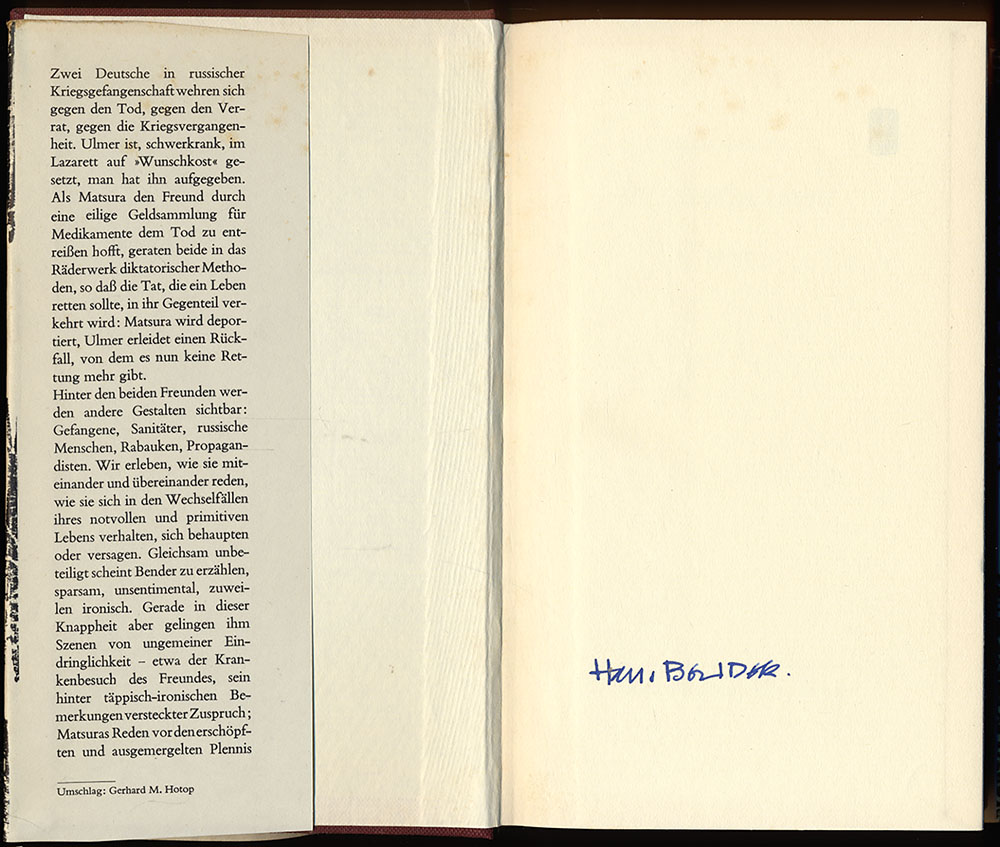 Zwei Deutsche in russischer
Kriegsgefangenschaft wehren sich
gegen den Tod, gegen den Ver-
rat, gegen die Kriegsvergangen-
heit. Ulmer ist, schwerkrank, im
Lazarett auf »Wunschkost« ge-
setzt, man hat ihn aufgegeben.
Als Matsura den Freund durch
eine eilige Geldsammlung für
Medikamente dem Tod zu ent-
reißen hofft, geraten beide in das
Räderwerk diktatorischer Metho-
den, so daß die Tat, die ein Leben
retten sollte, in ihr Gegenteil ver-
kehrt wird: Matsura wird depor-
tiert, Ulmer erleidet einen Rück-
fall, von dem es nun keine Ret-
tung mehr gibt.
Hinter den beiden Freunden wer-
den andere Gestalten sichtbar:
Gefangene, Sanitäter, russische
Menschen, Rabauken, Propagan-
disten. Wir erleben, wie sie mit-
einander und übereinander reden,
wie sie sich in den Wechselfällen
ihres notvollen und primitiven
Lebens verhalten, sich behaupten
oder versagen. Gleichsam unbe-
teiligt scheint Bender zu erzählen,
sparsam, unsentimental, zuwei-
len ironisch. Gerade in dieser
Knappheit aber gelingen ihm
Szenen von ungemeiner Ein-
dringlichkeit – etwa der Kran-
kenbesuch des Freundes, sein
hinter täppisch-ironischen Be-
merkungen versteckter Zuspruch;
Matsuras Reden vor den erschöpf-
ten und ausgemergelten Plennis
Umschlag: Gerhard M. Hotop
Hans Bender.